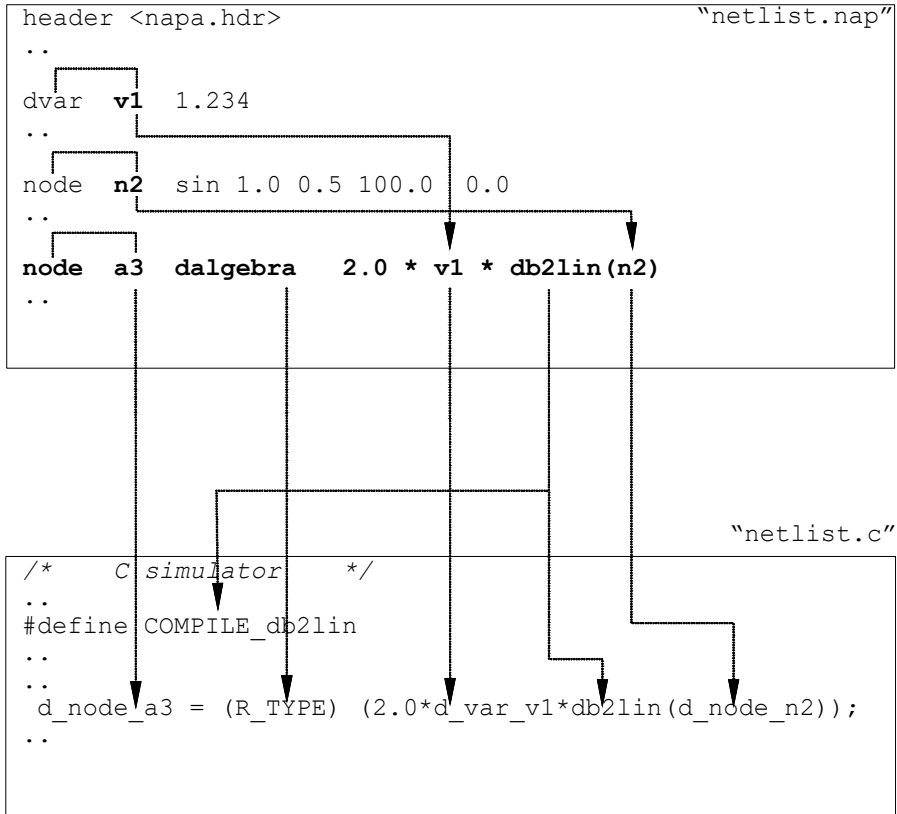 header <napa.hdr> “netlist.nap”
..
dvar v1 1.234
..
node n2 sin 1.0 0.5 100.0 0.0
..
node a3 dalgebra 2.0 * v1 * db2lin(n2)
..
“netlist.c”
/* C simulator */
..
#define COMPILE_db2lin
..
..
d_node_a3 = (R_TYPE) (2.0*d_var_v1*db2lin(d_node_n2));
..